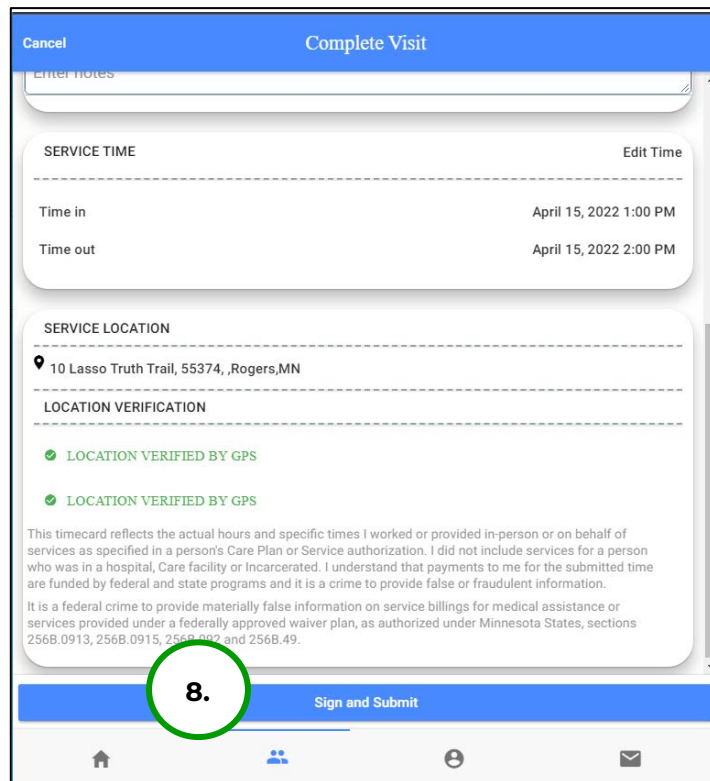 Cancel
Complete Visit
Enter notes
SERVICE TIME
Edit Time
Time in
April 15, 2022 1:00 PM
Time out
April 15, 2022 2:00 PM
SERVICE LOCATION
10 Lasso Truth Trail, 55374, ,Rogers,MN
LOCATION VERIFICATION
LOCATION VERIFIED BY GPS
LOCATION VERIFIED BY GPS
This timecard reflects the actual hours and specific times I worked or provided in-person or on behalf of
services as specified in a person's Care Plan or Service authorization. I did not include services for a person
who was in a hospital, Care facility or Incarcerated. I understand that payments to me for the submitted time
are funded by federal and state programs and it is a crime to provide false or fraudulent information.
It is a federal crime to provide materially false information on service billings for medical assistance or
services provided under a federally approved waiver plan, as authorized under Minnesota States, sections
256B.0913, 256B.0915, 256B.092 and 256B.49.
8.
Sign and Submit